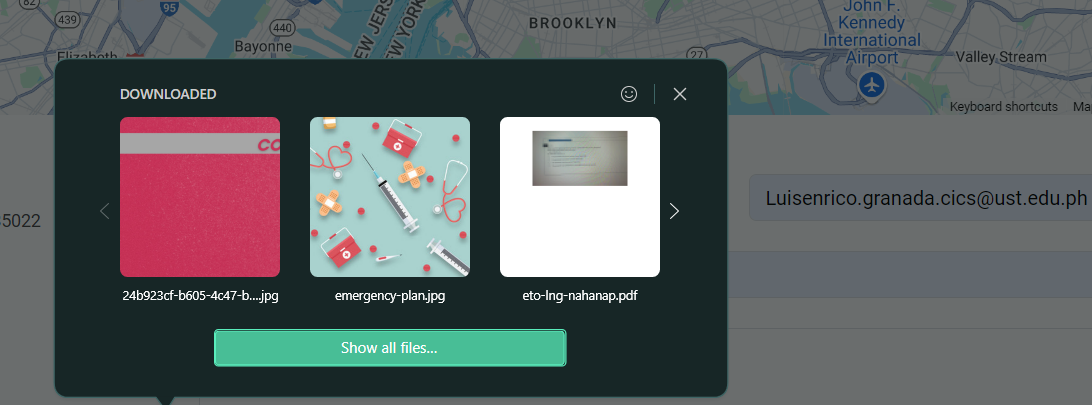 95
82
439
440
Elizabeth
Bayonne
NEW JERSEY
NEW YORK
BROOKLYN
27
John F.
Kennedy
International
Airport
Valley Stream
Keyboard shortcuts
Ma
DOWNLOADED
CO
24b923cf-b605-4c47-b....jpg
emergency-plan.jpg
eto-lng-nahanap.pdf
Show all files...
5022
Luisenrico.granada.cics@ust.edu.ph